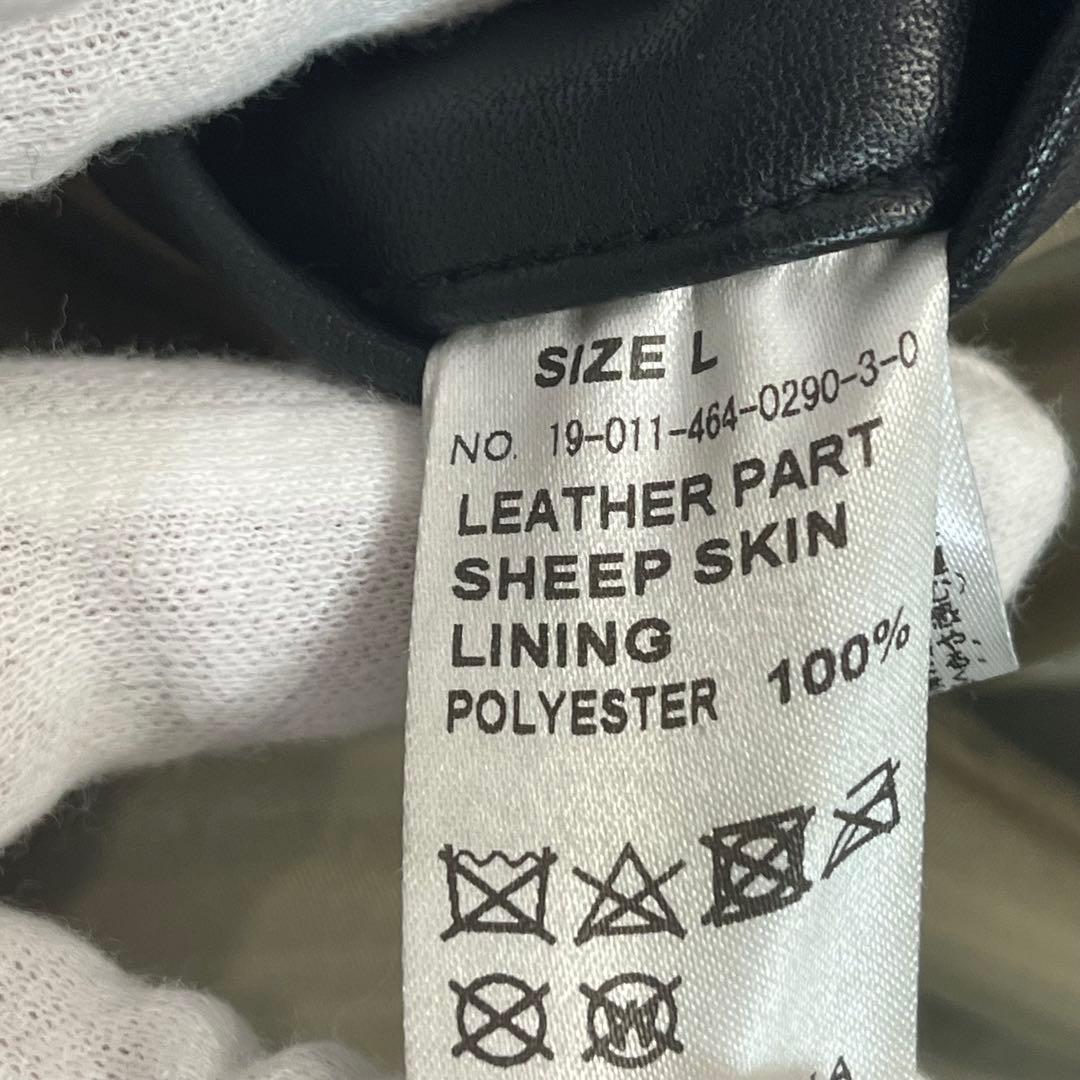 SIZE L
NO. 19-011-464-0290-3-0
LEATHER PART
SHEEP SKIN
LINING
POLYESTER 100%
W